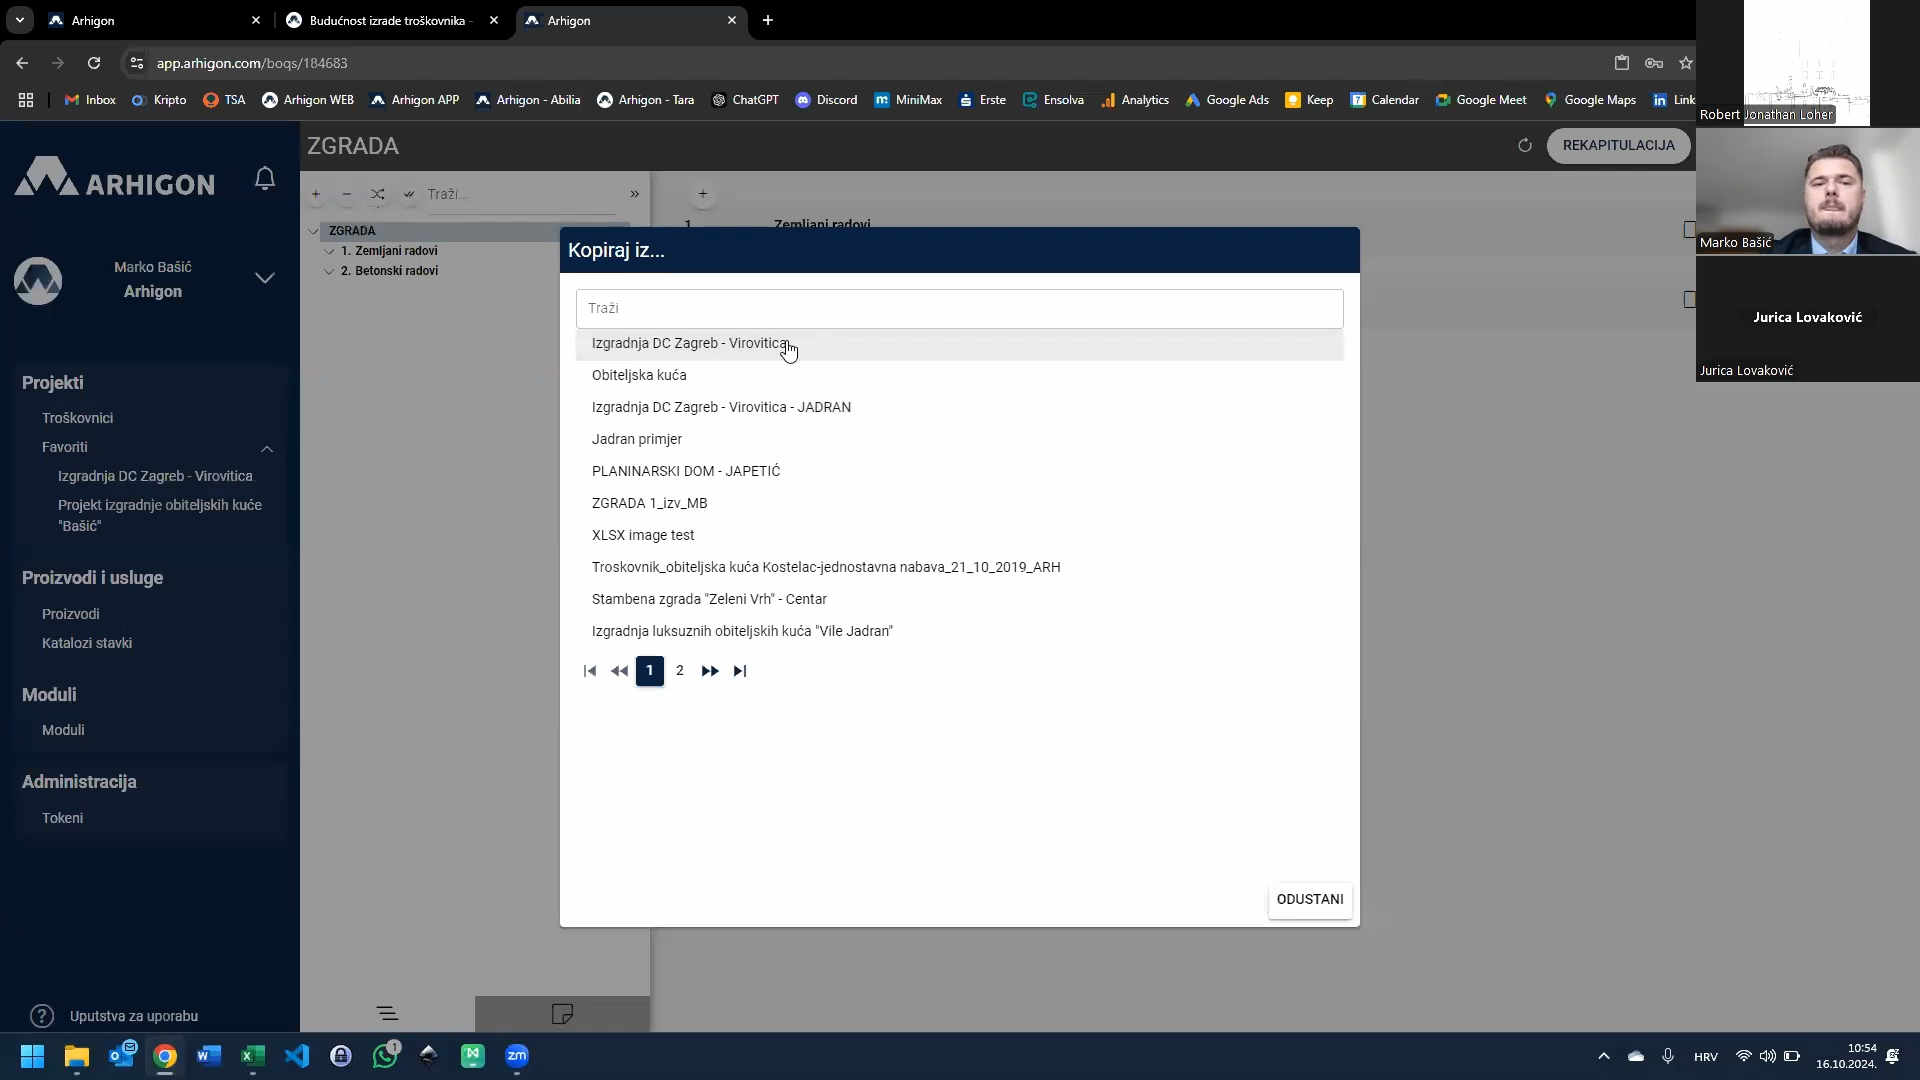 Arhigon
Budućnost izrade troškovnika -
Arhigon
app.arhigon.com/boqs/184683
Inbox
Kripto
TSA
Arhigon WEB
Arhigon APP
Arhigon - Abilia
Arhigon - Tara
ChatGPT
Discord
MiniMax
Erste
Ensolva
Analytics
Google Ads
Keep
Calendar
Google Meet
Google Maps
Link
Robert Jonathan Loher
Marko Bašić
Jurica Lovaković
Jurica Lovaković
ARHIGON
Marko Bašić
Arhigon
Projekti
Troškovnici
Favoriti
Izgradnja DC Zagreb - Virovitica
Projekt izgradnje obiteljskih kuće
"Bašić"
Proizvodi i usluge
Proizvodi
Katalozi stavki
Moduli
Moduli
Administracija
Tokeni
Uputstva za uporabu
ZGRADA
REKAPITULACIJA
Traži...
ZGRADA
1. Zemljani radovi
2. Betonski radovi
1 Zemljani radovi
Kopiraj iz...
Traži
Izgradnja DC Zagreb - Virovitica
Obiteljska kuća
Izgradnja DC Zagreb - Virovitica - JADRAN
Jadran primjer
PLANINARSKI DOM - JAPETIĆ
ZGRADA 1_izv_MB
XLSX image test
Troskovnik_obiteljska kuća Kostelac-jednostavna nabava_21_10_2019_ARH
Stambena zgrada "Zeleni Vrh" - Centar
Izgradnja luksuznih obiteljskih kuća "Vile Jadran"
1 2
ODUSTANI
1
zm
HRV
10:54
16.10.2024.